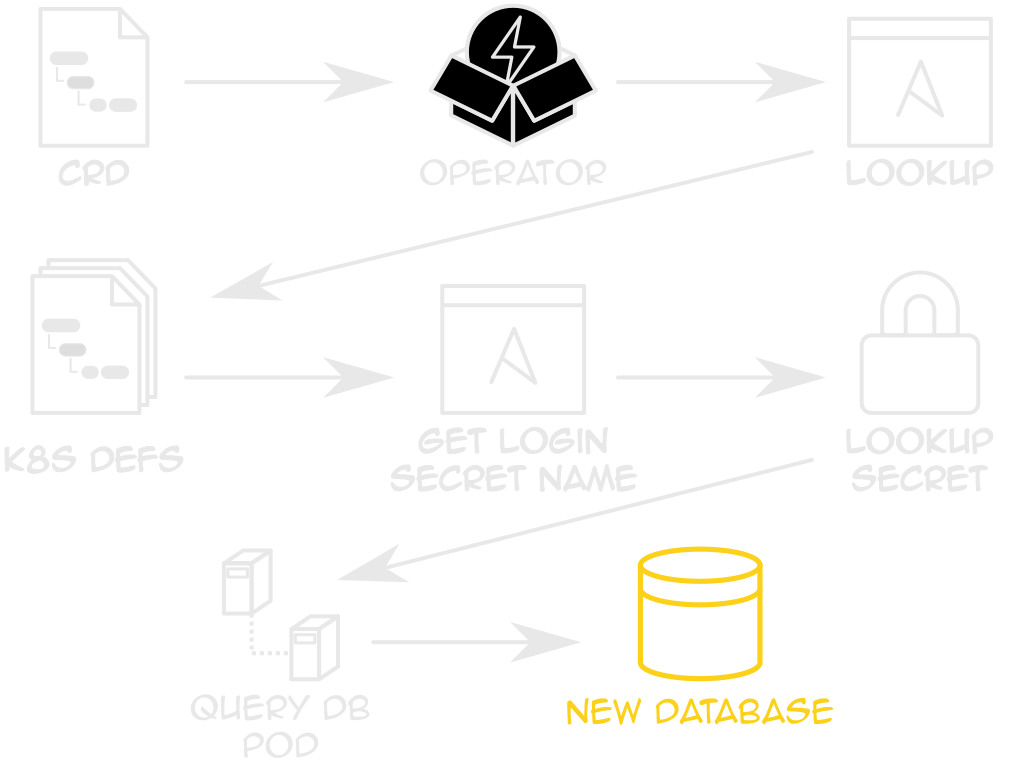 CRD
OPERATOR
LOOKUP
K8S DEFS
GET LOGIN
SECRET NAME
LOOKUP
SECRET
QUERY DB
POD
NEW DATABASE